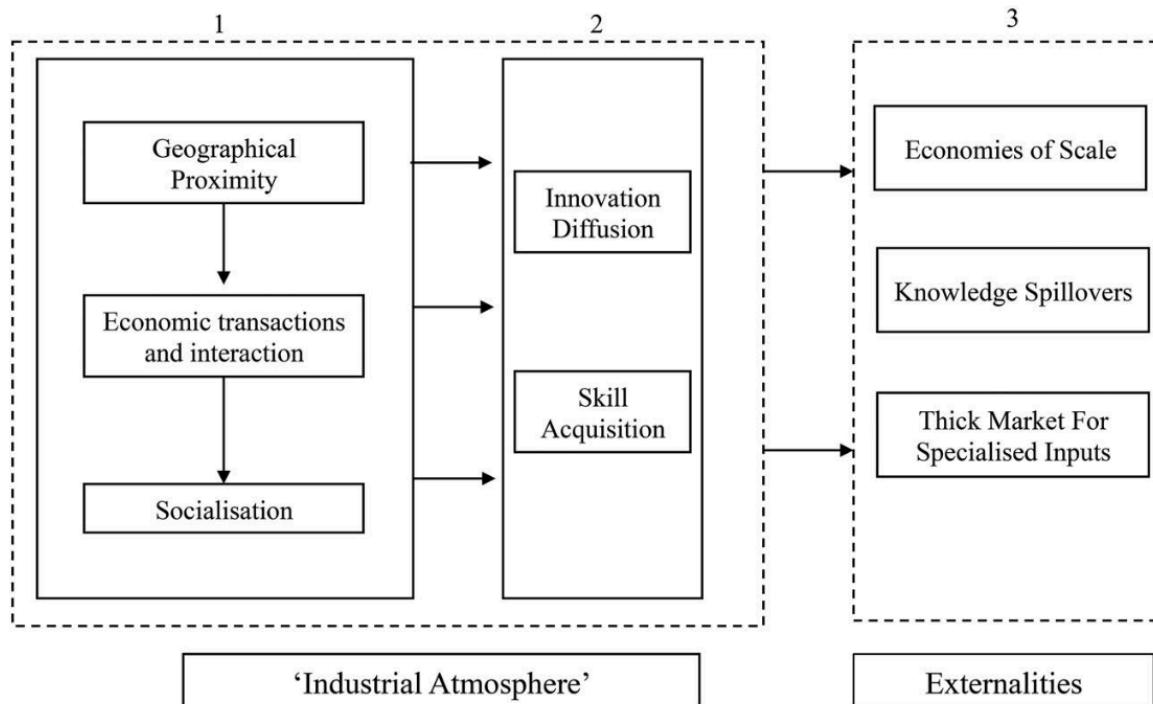 1
2
3
Geographical
Proximity
Economic transactions
and interaction
Socialisation
Innovation
Diffusion
Skill
Acquisition
Economies of Scale
Knowledge Spillovers
Thick Market For
Specialised Inputs
‘Industrial Atmosphere’
Externalities